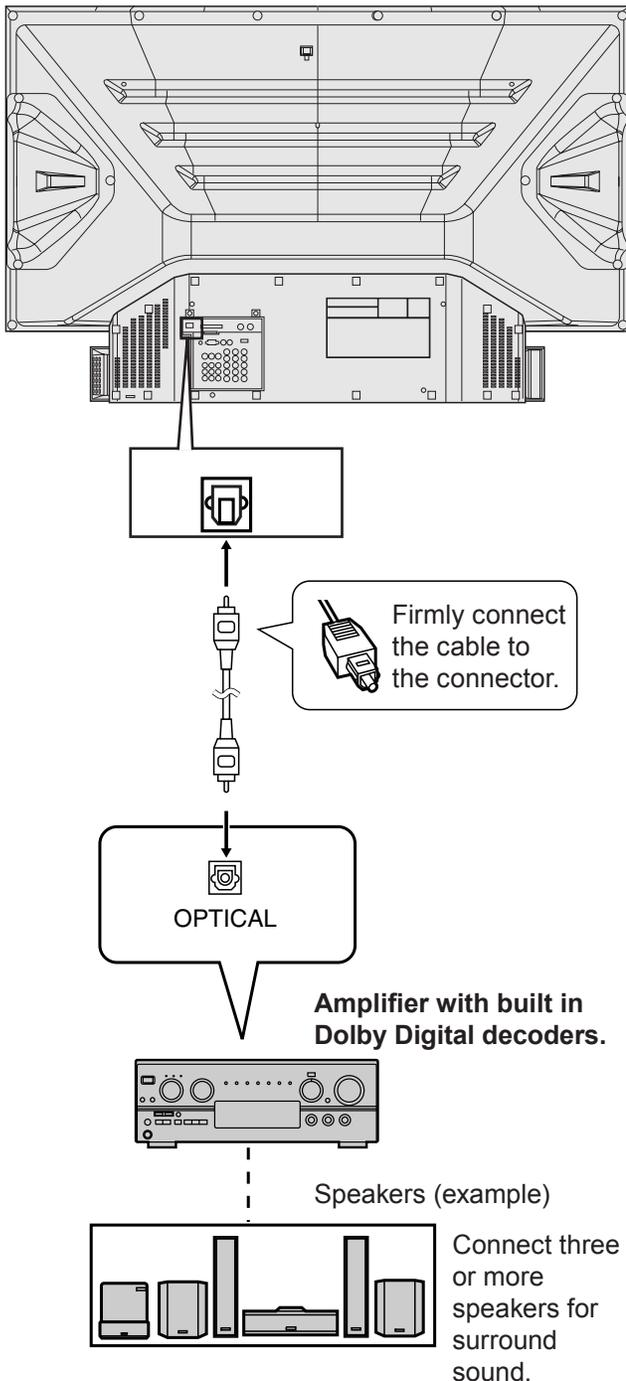 Firmly connect
the cable to
the connector.
OPTICAL
Amplifier with built in
Dolby Digital decoders.
Speakers (example)
Connect three
or more
speakers for
surround
sound.